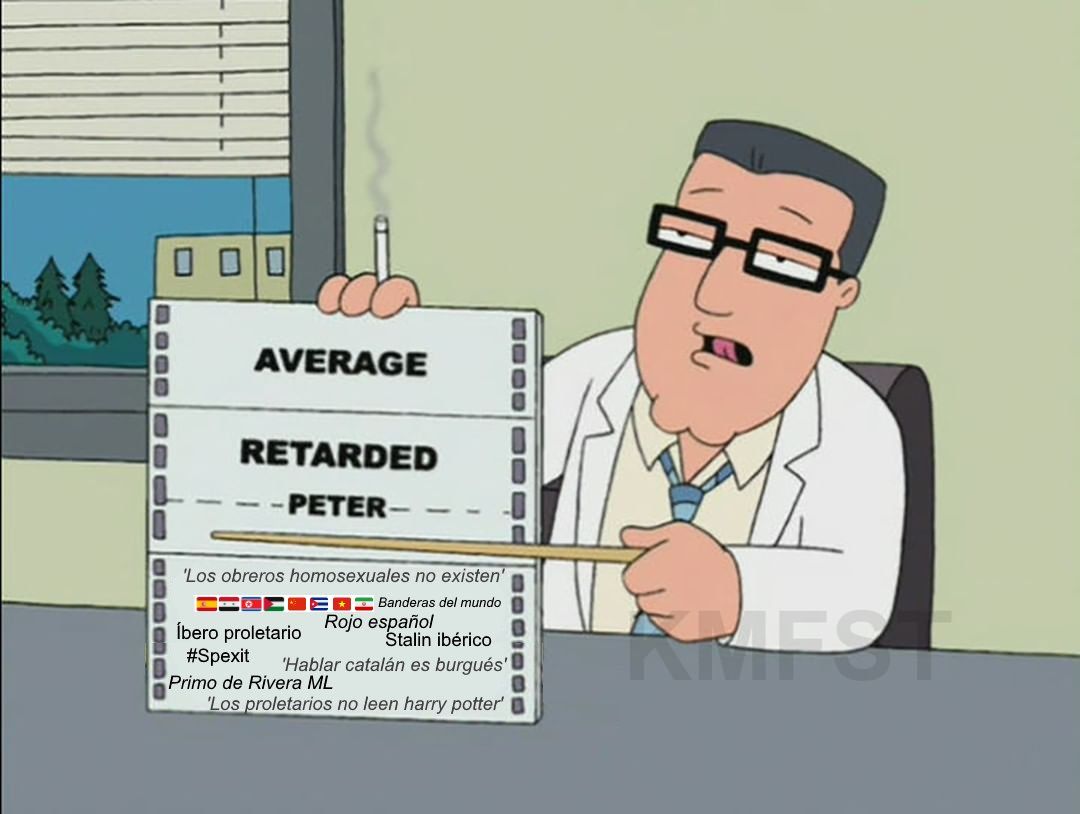 AVERAGE
RETARDED
PETER
'Los obreros homosexuales no existen'
Banderas del mundo
Rojo español
Íbero proletario
Stalin ibérico
#Spexit
'Hablar catalán es burgués'
Primo de Rivera ML
'Los proletarios no leen harry potter'
KMFST